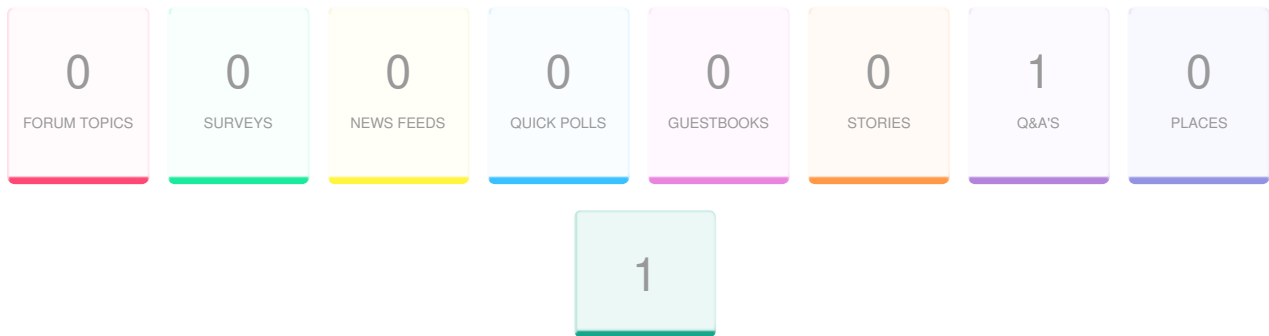 0 0 0 0 0 0 1 0
FORUM TOPICS SURVEYS NEWS FEEDS QUICK POLLS GUESTBOOKS STORIES Q&A'S PLACES
1